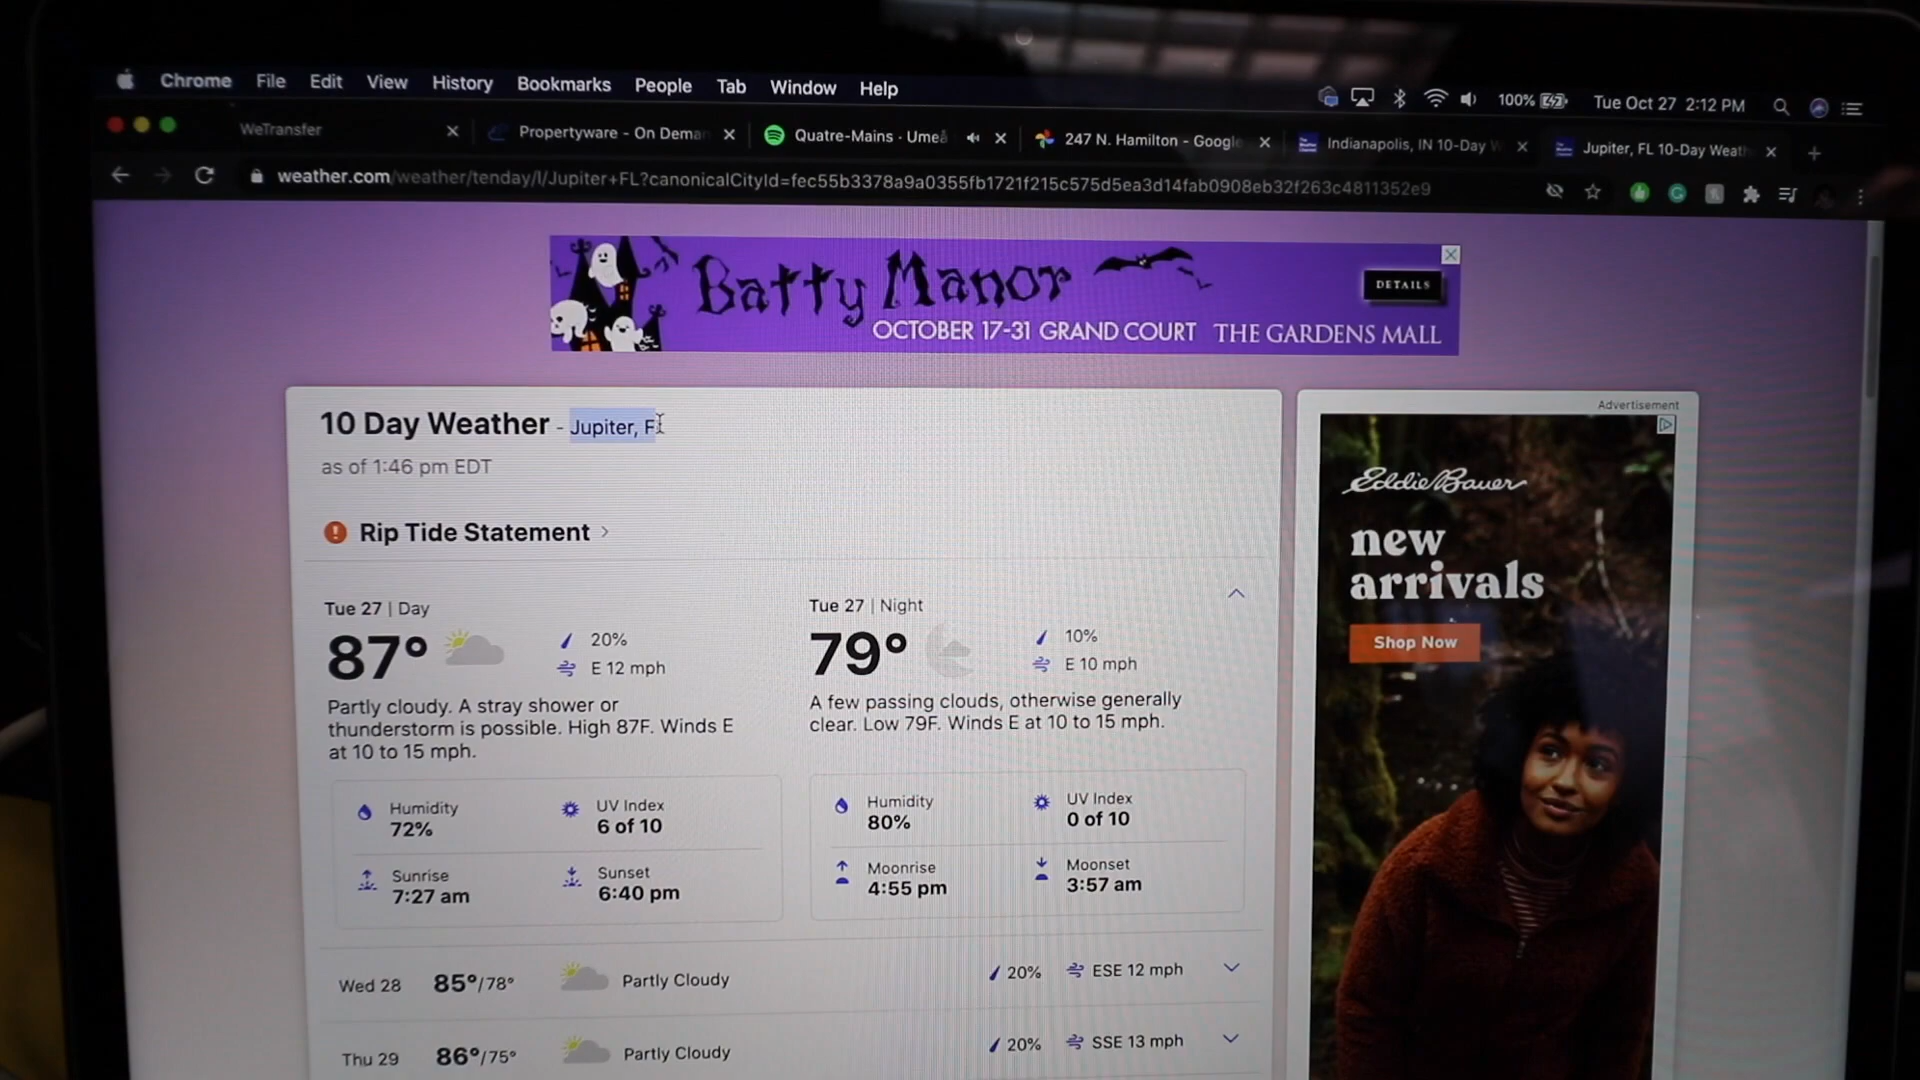 Chrome File Edit View History Bookmarks People Tab Window Help
100% Tue Oct 27 2:12 PM
WeTransfer
Propertyware - On Deman
Quatre-Mains · Umeå
247 N. Hamilton - Google
Indianapolis, IN 10-Day W
Jupiter, FL 10-Day Weath
weather.com/weather/tenday/l/Jupiter+FL?canonicalCityId=fec55b3378a9a0355fb1721f215c575d5ea3d14fab0908eb32f263c4811352e9
Batty Manor
DETAILS
OCTOBER 17-31 GRAND COURT THE GARDENS MALL
10 Day Weather - Jupiter, F
as of 1:46 pm EDT
Rip Tide Statement
Tue 27 | Day
87°
20%
E 12 mph
Partly cloudy. A stray shower or
thunderstorm is possible. High 87F. Winds E
at 10 to 15 mph.
Humidity
72%
UV Index
6 of 10
Sunrise
7:27 am
Sunset
6:40 pm
Tue 27 | Night
79°
10%
E 10 mph
A few passing clouds, otherwise generally
clear. Low 79F. Winds E at 10 to 15 mph.
Humidity
80%
UV Index
0 of 10
Moonrise
4:55 pm
Moonset
3:57 am
Wed 28 85°/78° Partly Cloudy 20% ESE 12 mph
Thu 29 86°/75° Partly Cloudy 20% SSE 13 mph
Advertisement
Eddie Bauer
new
arrivals
Shop Now